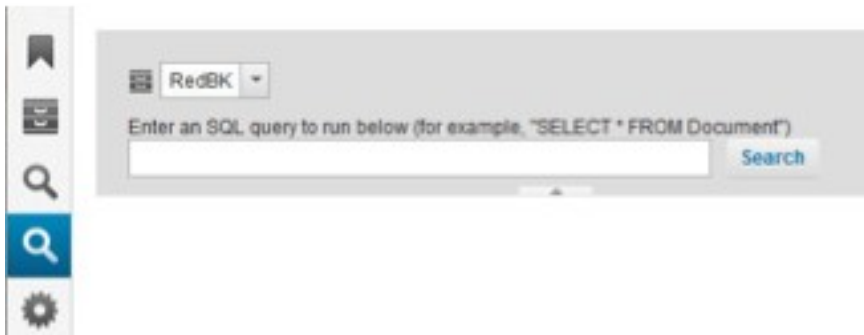 RedBK
Enter an SQL query to run below (for example, "SELECT * FROM Document")
Search